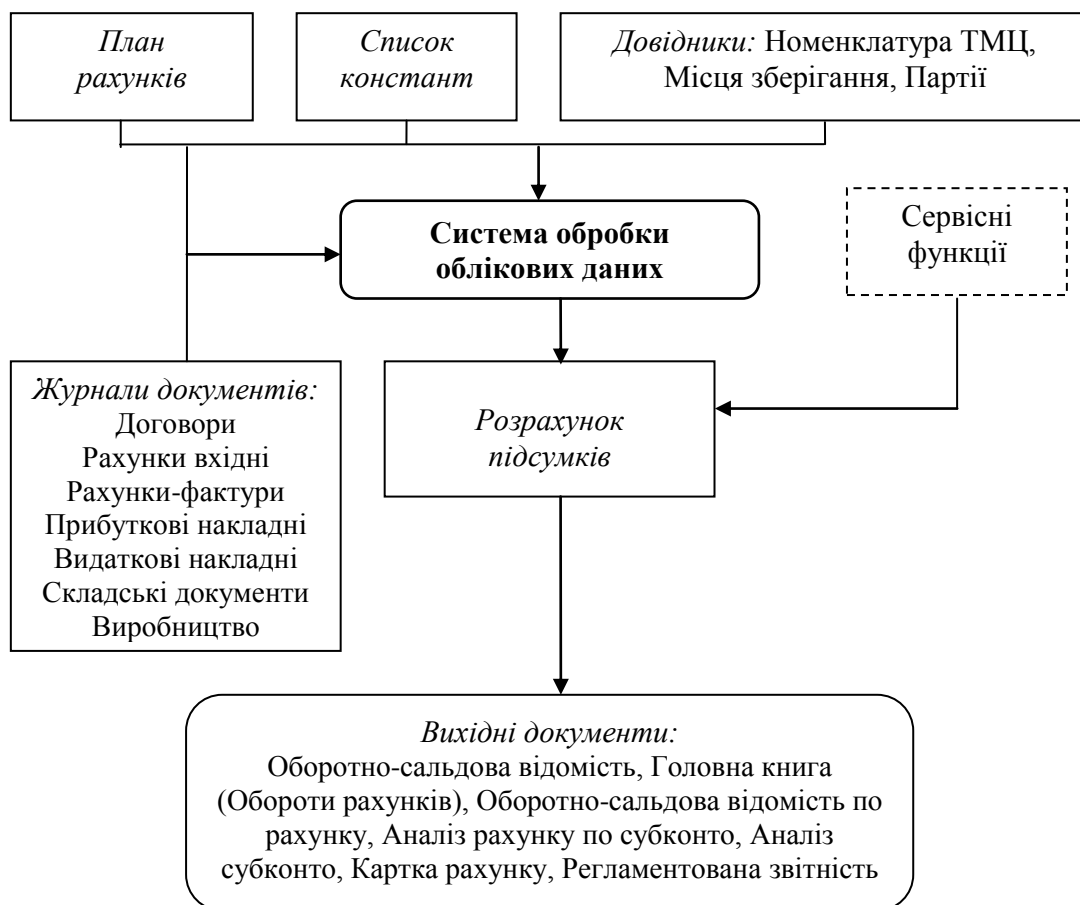 План
рахунків
Список
констант
Довідники: Номенклатура ТМЦ,
Місця зберігання, Партії
Система обробки
облікових даних
Сервісні
функції
Журнали документів:
Договори
Рахунки вхідні
Рахунки-фактури
Прибуткові накладні
Видаткові накладні
Складські документи
Виробництво
Розрахунок
підсумків
Вихідні документи:
Оборотно-сальдова відомість, Головна книга
(Обороти рахунків), Оборотно-сальдова відомість по
рахунку, Аналіз рахунку по субконто, Аналіз
субконто, Картка рахунку, Регламентована звітність